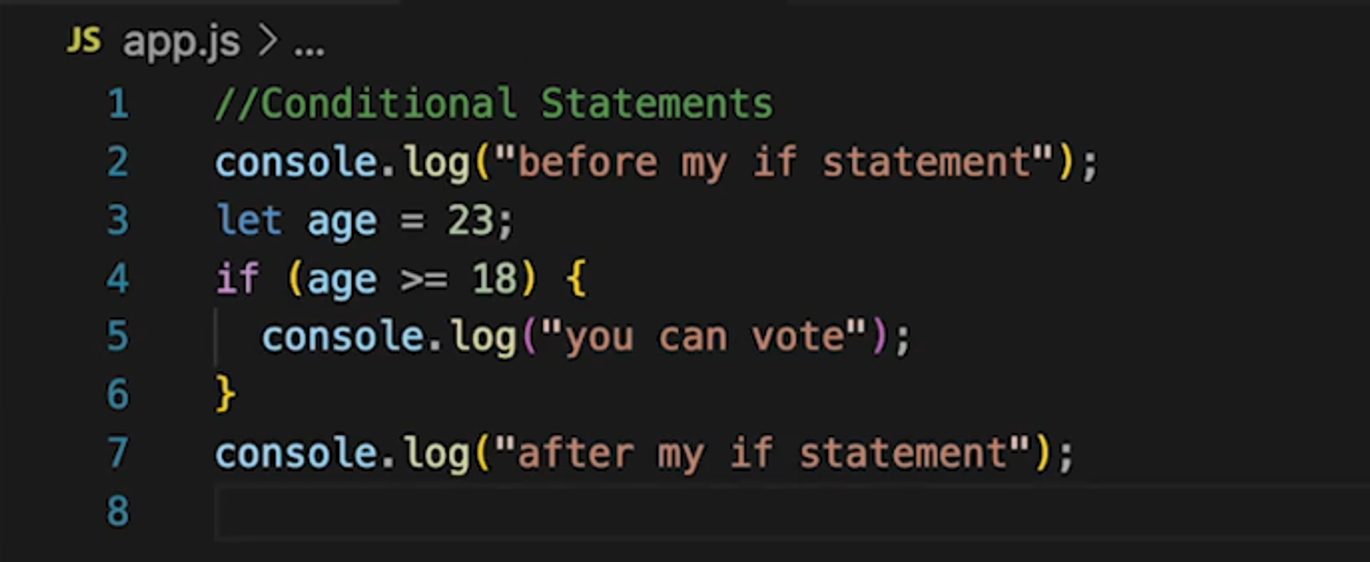 JS app.js > ...
1 //Conditional Statements
2 console.log("before my if statement");
3 let age = 23;
4 if (age >= 18) {
5   console.log("you can vote");
6 }
7 console.log("after my if statement");
8